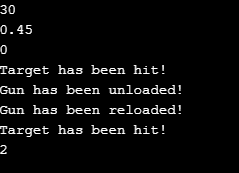 30
0.45
0
Target has been hit!
Gun has been unloaded!
Gun has been reloaded!
Target has been hit!
2